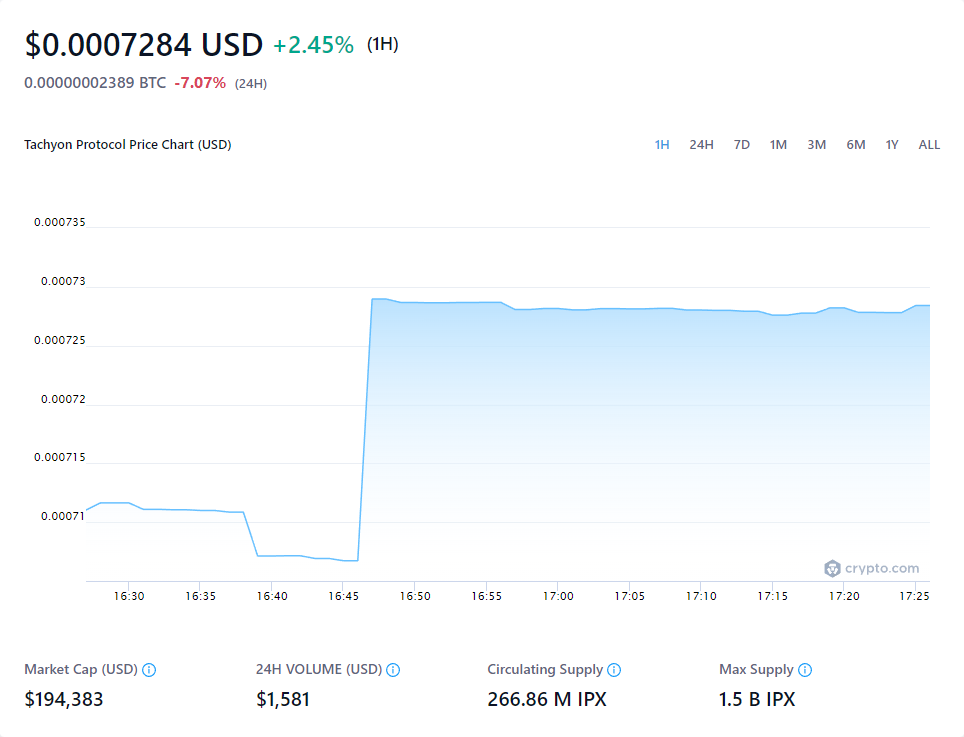 $0.0007284 USD +2.45% (1H)
0.00000002389 BTC -7.07% (24H)
Tachyon Protocol Price Chart (USD) 1H 24H 7D 1M 3M 6M 1Y ALL
0.000735
0.00073
0.000725
0.00072
0.000715
0.00071
crypto.com
16:30 16:35 16:40 16:45 16:50 16:55 17:00 17:05 17:10 17:15 17:20 17:25
Market Cap (USD) 24H VOLUME (USD) Circulating Supply Max Supply
$194,383 $1,581 266.86 M IPX 1.5 B IPX